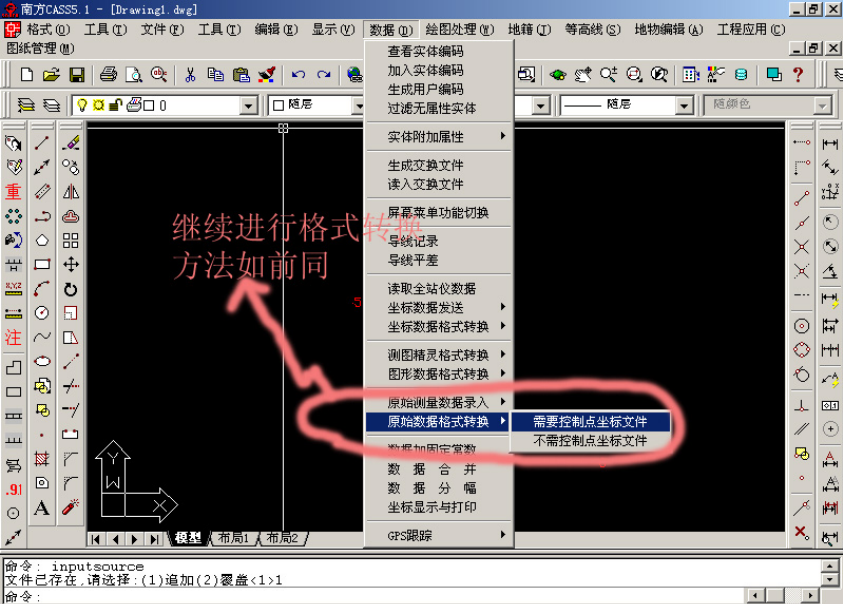 南方CASS5.1 - [Drawing1.dwg]
格式(O) 工具(T) 文件(F) 工具(T) 编辑(E) 显示(V) 数据(D) 绘图处理(W) 地籍(J) 等高线(S) 地物编辑(A) 工程应用(C)
图纸管理(M)
0 随层 随层 随颜色
查看实体编码
加入实体编码
生成用户编码
过滤无属性实体
实体附加属性
生成交换文件
读入交换文件
屏幕菜单功能切换
导线记录
导线平差
读取全站仪数据
坐标数据发送
坐标数据格式转换
测图精灵格式转换
图形数据格式转换
原始测量数据录入
原始数据格式转换
需要控制点坐标文件
不需控制点坐标文件
数据加固定常数
数 据 合 并
数 据 分 幅
坐标显示与打印
GPS跟踪
继续进行格式转换
方法如前同
5
重
X,Y,Z
注
.91
A
Y
W
X
模型 布局1 布局2
命令: inputsource
文件已存在,请选择:(1)追加(2)覆盖<1>1
命令: